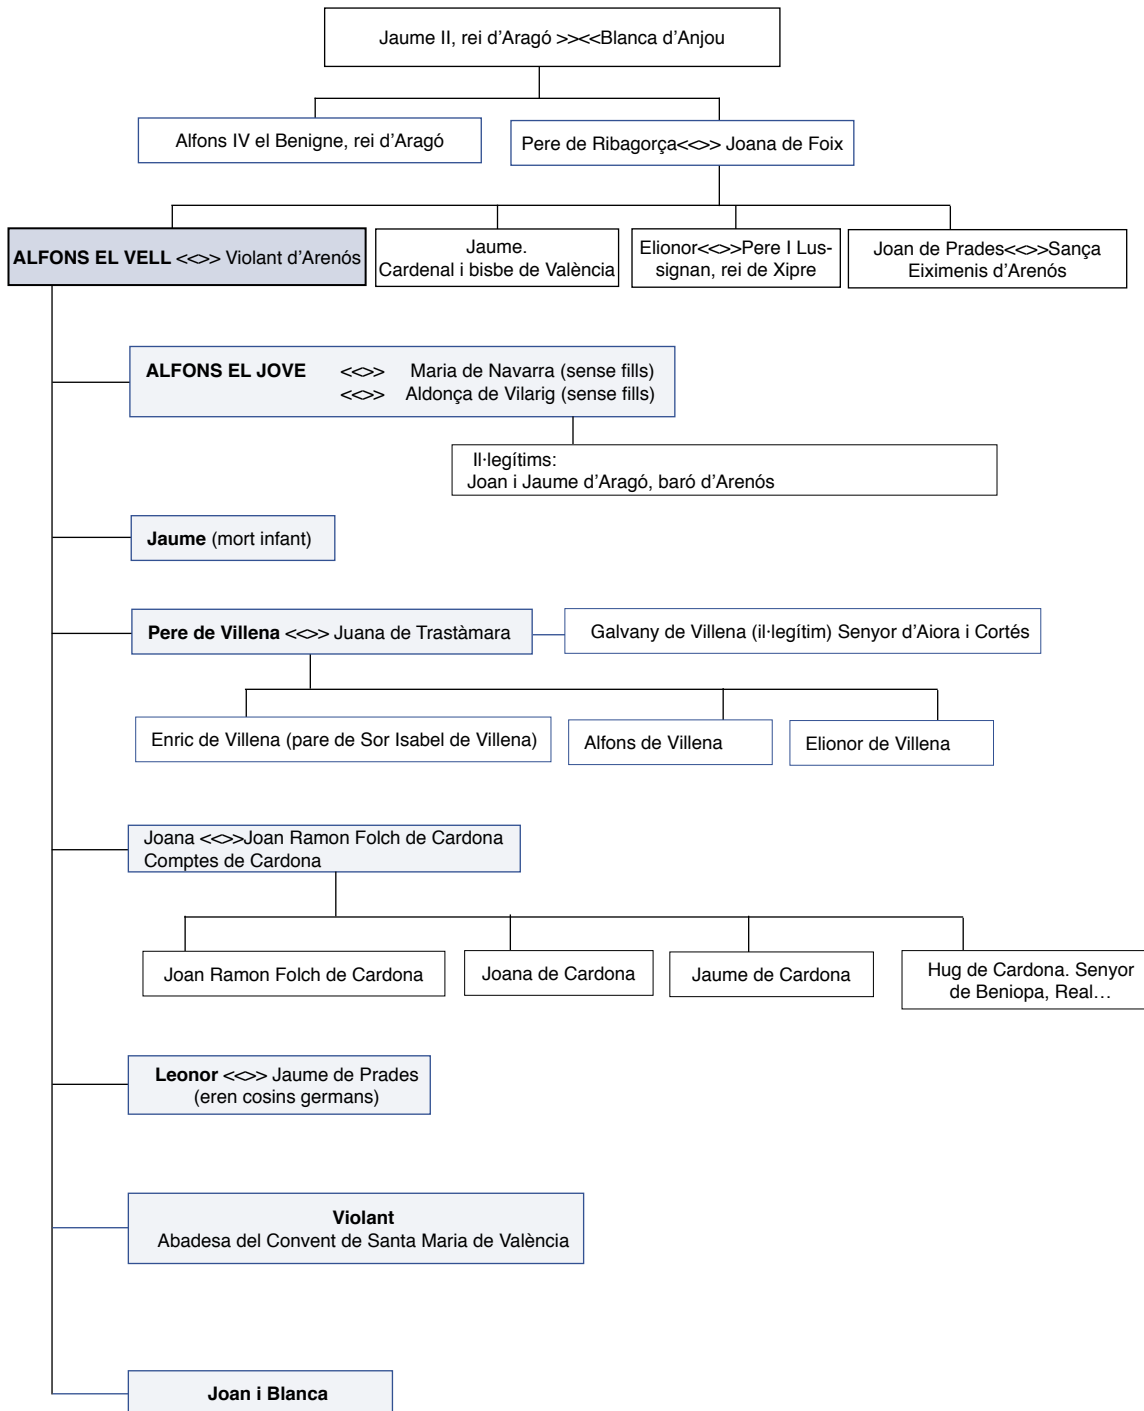 Jaume II, rei d’Aragó >><<Blanca d’Anjou
Alfons IV el Benigne, rei d’Aragó
Pere de Ribagorça<<>> Joana de Foix
ALFONS EL VELL <<>> Violant d’Arenós
Jaume.
Cardenal i bisbe de València
Elionor<<>>Pere I Lus-
signan, rei de Xipre
Joan de Prades<<>>Sança
Eiximenis d’Arenós
ALFONS EL JOVE <<>> Maria de Navarra (sense fills)
<<>> Aldonça de Vilarig (sense fills)
Il·legítims:
Joan i Jaume d’Aragó, baró d’Arenós
Jaume (mort infant)
Pere de Villena <<>> Juana de Trastàmara
Galvany de Villena (il·legítim) Senyor d’Aiora i Cortés
Enric de Villena (pare de Sor Isabel de Villena)
Alfons de Villena
Elionor de Villena
Joana <<>>Joan Ramon Folch de Cardona
Comptes de Cardona
Joan Ramon Folch de Cardona
Joana de Cardona
Jaume de Cardona
Hug de Cardona. Senyor
de Beniopa, Real…
Leonor <<>> Jaume de Prades
(eren cosins germans)
Violant
Abadesa del Convent de Santa Maria de València
Joan i Blanca